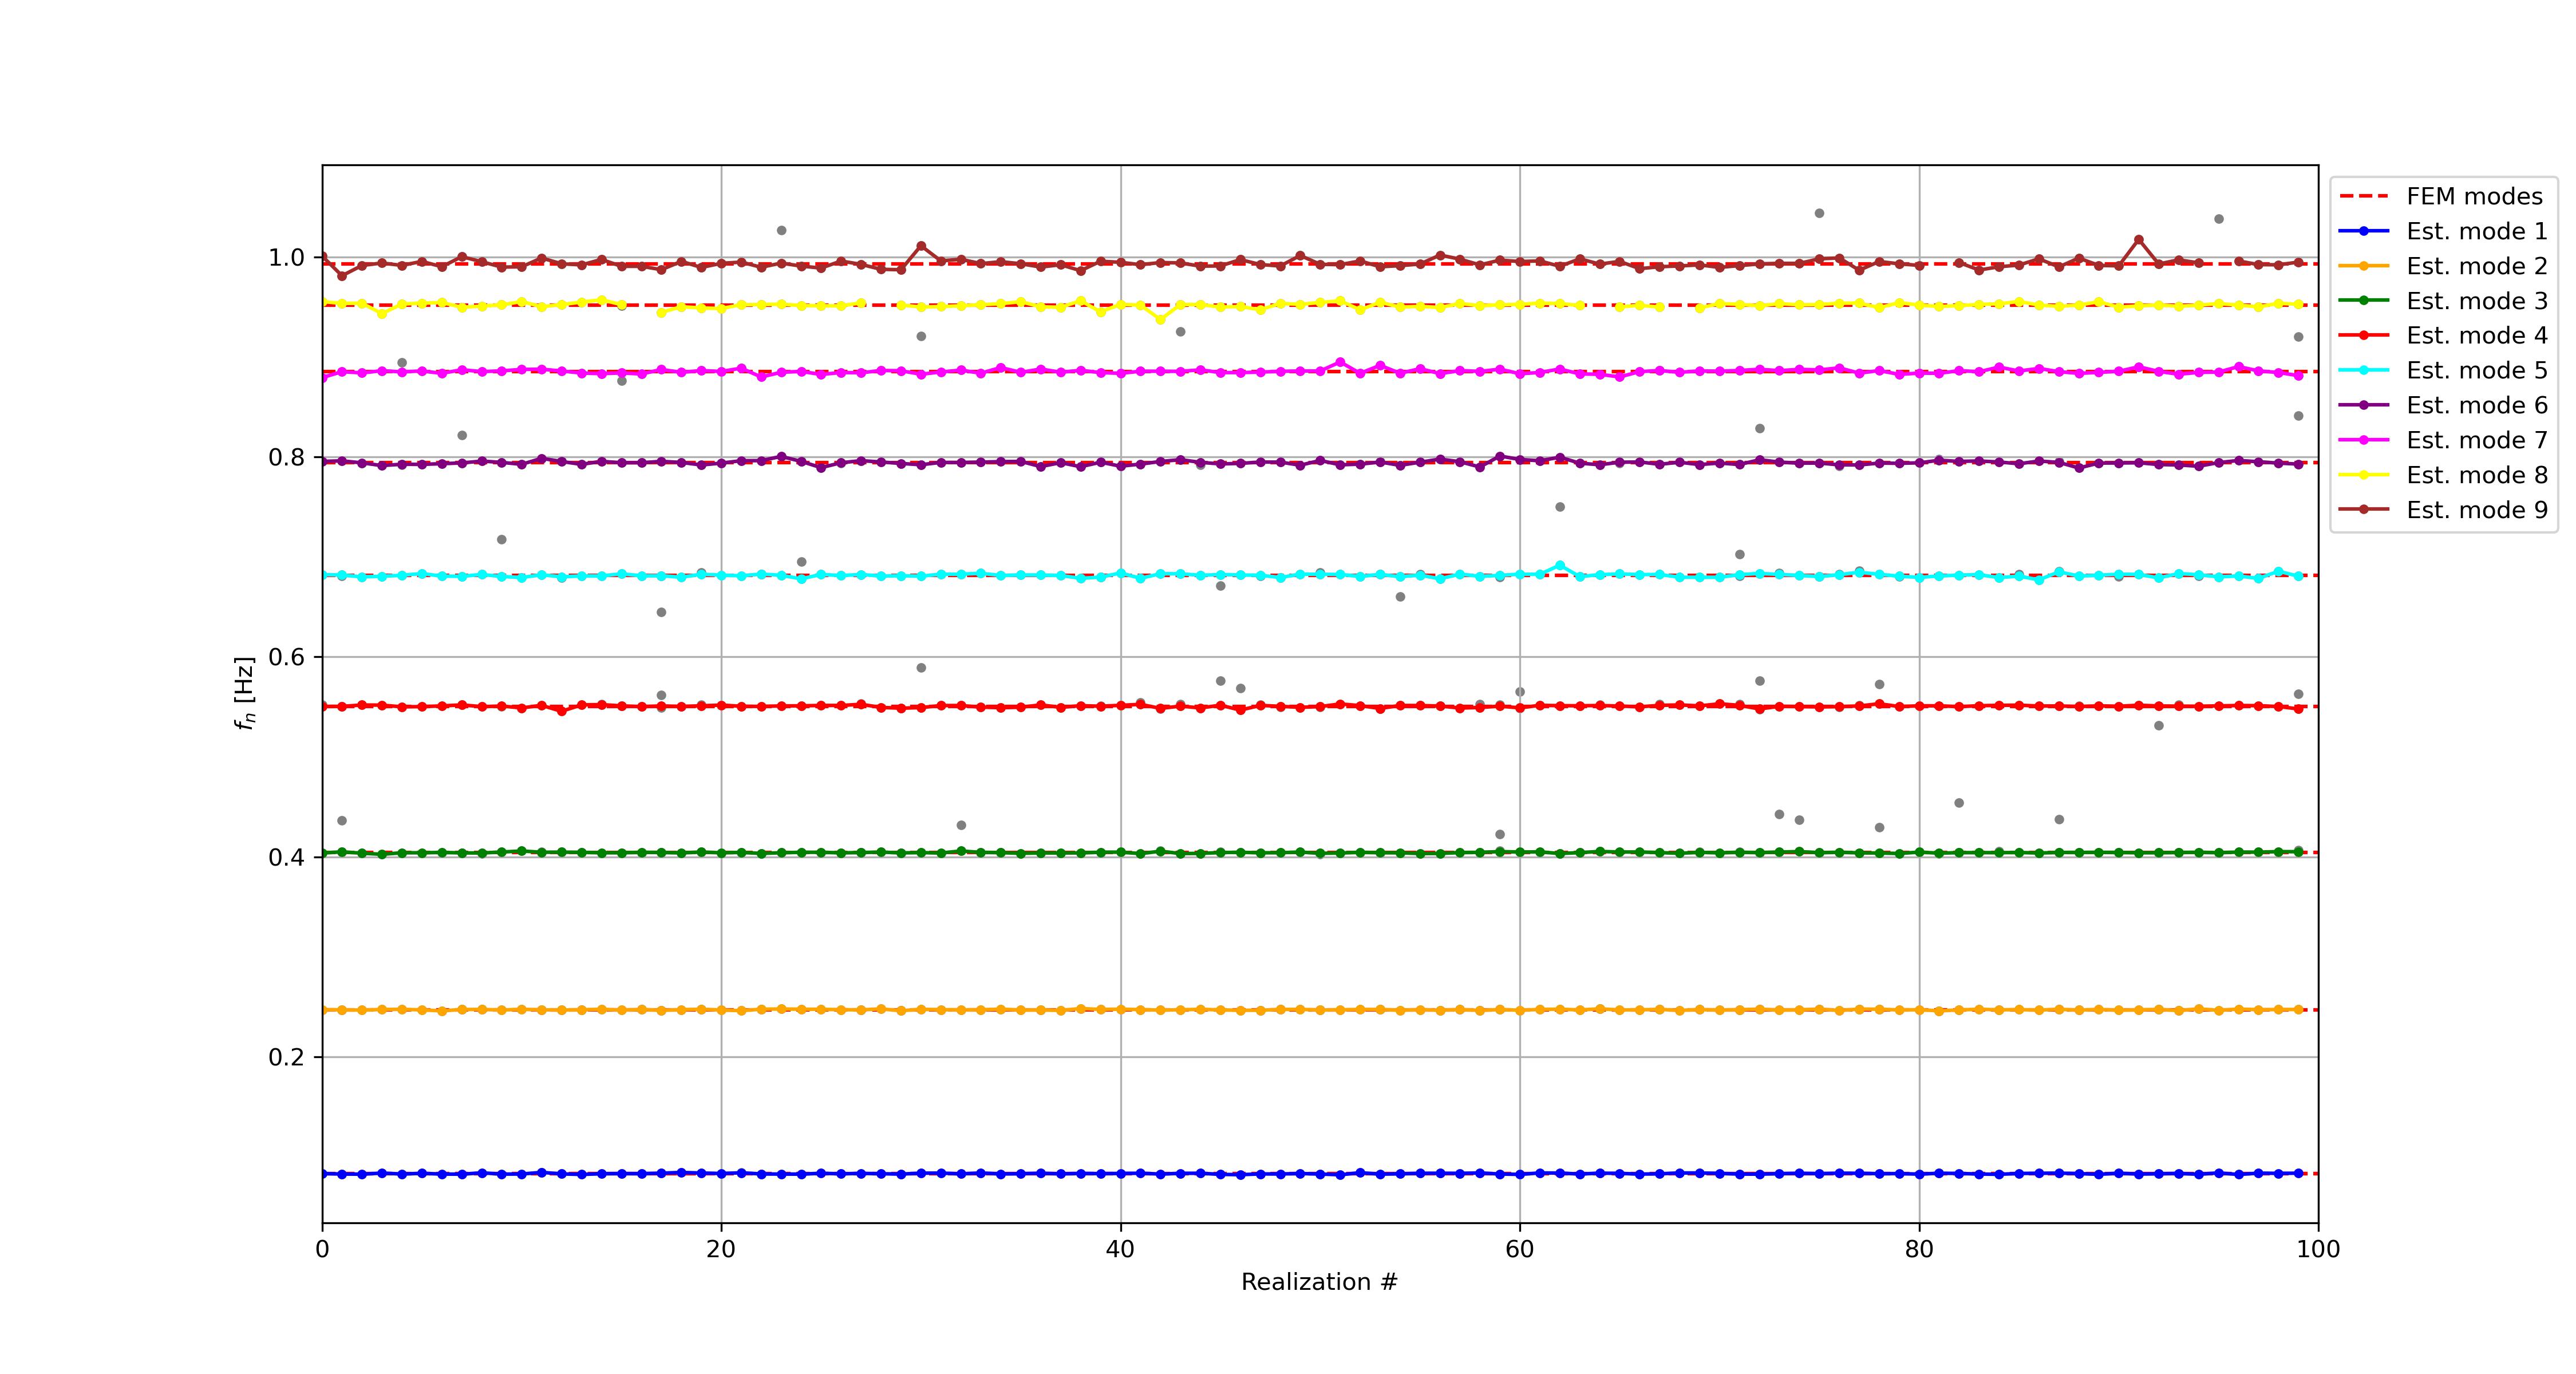 1.0
0.8
0.6
0.4
0.2
fn [Hz]
0
20
40
60
80
100
Realization #
FEM modes
Est. mode 1
Est. mode 2
Est. mode 3
Est. mode 4
Est. mode 5
Est. mode 6
Est. mode 7
Est. mode 8
Est. mode 9